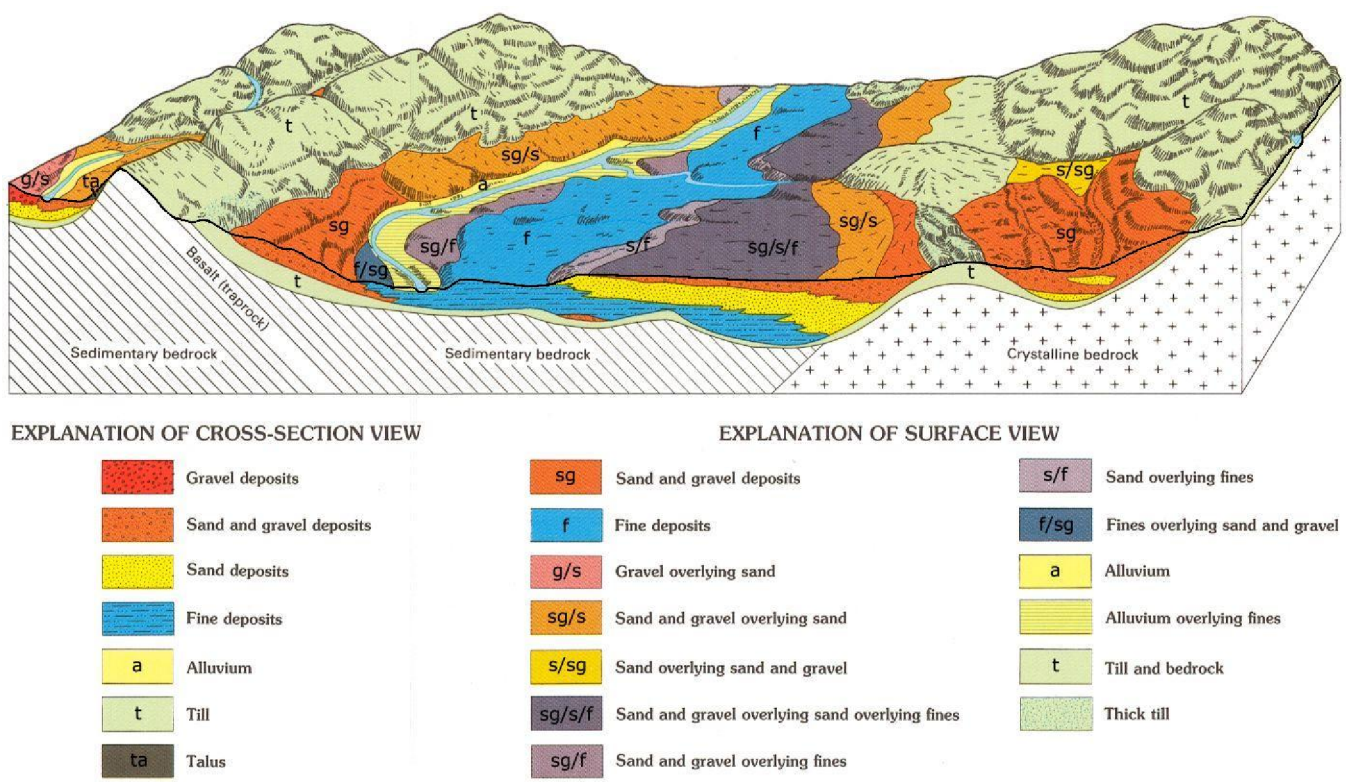 t
t
t
t
g/s
ta
sg/s
f
s/sg
a
sg
sg/s
sg
sg/f
f
s/f
sg/s/f
f/sg
t
t
Basalt (traprock)
Sedimentary bedrock
Sedimentary bedrock
Crystalline bedrock
EXPLANATION OF CROSS-SECTION VIEW
Gravel deposits
Sand and gravel deposits
Sand deposits
Fine deposits
a Alluvium
t Till
ta Talus
EXPLANATION OF SURFACE VIEW
sg Sand and gravel deposits
f Fine deposits
g/s Gravel overlying sand
sg/s Sand and gravel overlying sand
s/sg Sand overlying sand and gravel
sg/s/f Sand and gravel overlying sand overlying fines
sg/f Sand and gravel overlying fines
s/f Sand overlying fines
f/sg Fines overlying sand and gravel
a Alluvium
Alluvium overlying fines
t Till and bedrock
Thick till